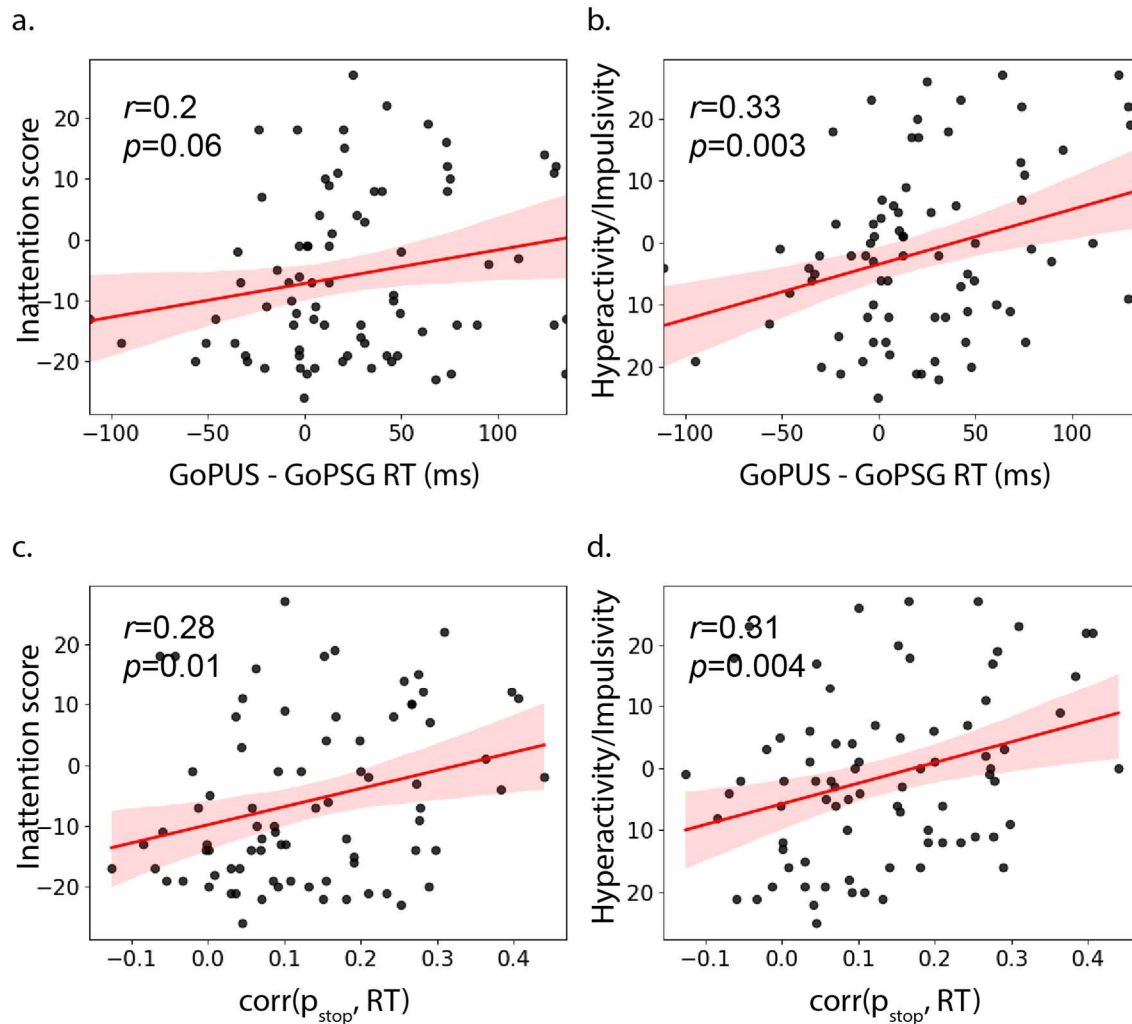 a.
Inattention score
20
10
0
−10
−20
r=0.2
p=0.06
−100 −50 0 50 100
GoPUS - GoPSG RT (ms)
b.
Hyperactivity/Impulsivity
20
10
0
10
20
r=0.33
p=0.003
−100 −50 0 50 100
GoPUS - GoPSG RT (ms)
c.
Inattention score
20
10
0
−10
−20
r=0.28
p=0.01
−0.1 0.0 0.1 0.2 0.3 0.4
corr(pstop, RT)
d.
Hyperactivity/Impulsivity
20
10
0
10
20
r=0.31
p=0.004
−0.1 0.0 0.1 0.2 0.3 0.4
corr(pstop, RT)